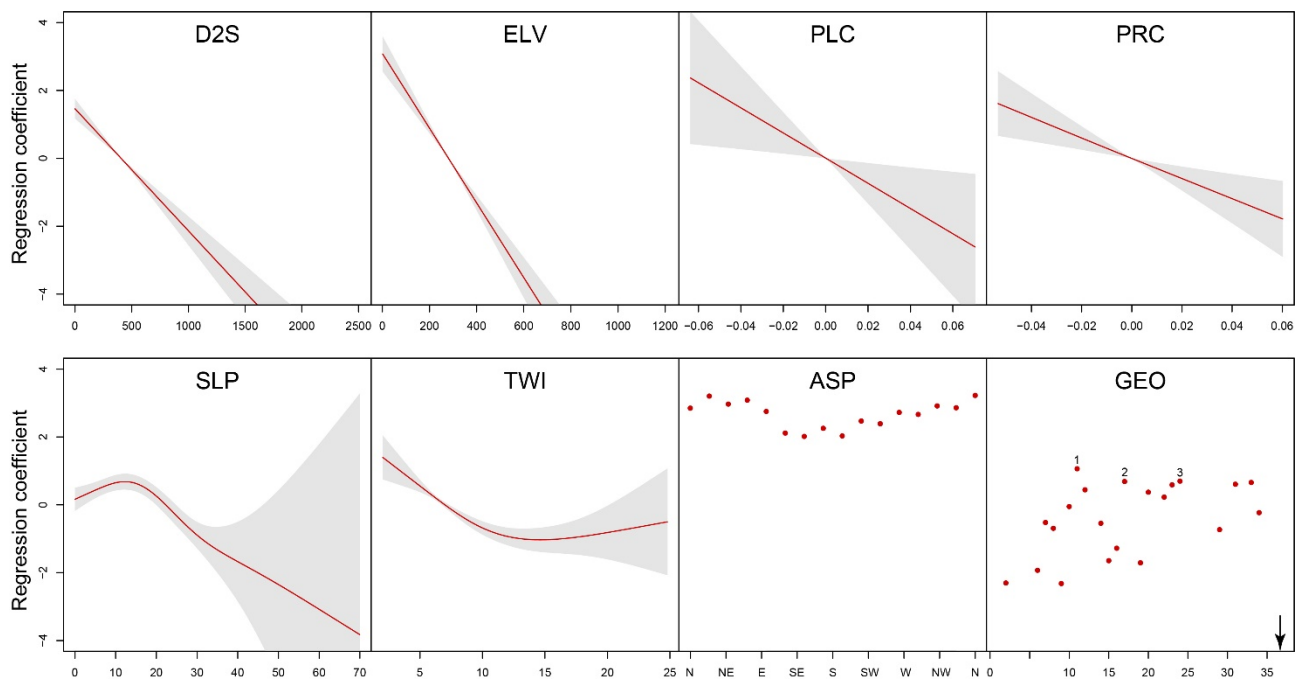 D2S ELV PLC PRC
Regression coefficient
4
2
0
−2
−4
0 500 1000 1500 2000 2500
0 200 400 600 800 1000 1200
−0.06 −0.04 −0.02 0.00 0.02 0.04 0.06
−0.04 −0.02 0.00 0.02 0.04 0.06
SLP TWI ASP GEO
Regression coefficient
4
2
0
−2
−4
1 2 3
0 10 20 30 40 50 60 70
5 10 15 20 25
N NE E SE S SW W NW N
0 10 15 20 25 30 35